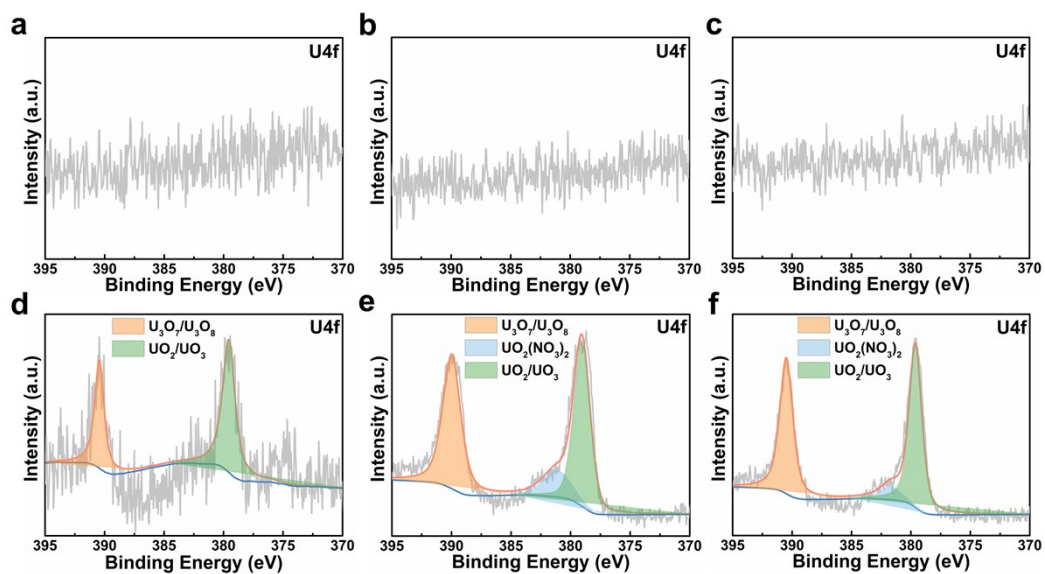 a
U4f
Intensity (a.u.)
395 390 385 380 375 370
Binding Energy (eV)
b
U4f
Intensity (a.u.)
395 390 385 380 375 370
Binding Energy (eV)
c
U4f
Intensity (a.u.)
395 390 385 380 375 370
Binding Energy (eV)
d
U₃O₇/U₃O₈
UO₂/UO₃
U4f
Intensity (a.u.)
395 390 385 380 375 370
Binding Energy (eV)
e
U₃O₇/U₃O₈
UO₂(NO₃)₂
UO₂/UO₃
U4f
Intensity (a.u.)
395 390 385 380 375 370
Binding Energy (eV)
f
U₃O₇/U₃O₈
UO₂(NO₃)₂
UO₂/UO₃
U4f
Intensity (a.u.)
395 390 385 380 375 370
Binding Energy (eV)